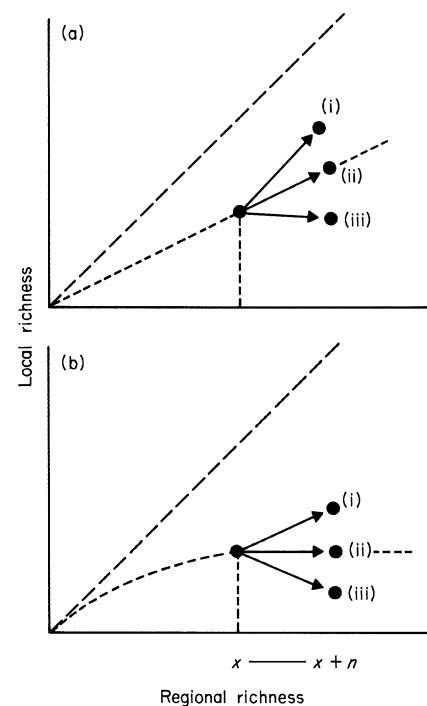 (a)
(i)
(ii)
(iii)
Local richness
(b)
(i)
(ii)
(iii)
x — x + n
Regional richness